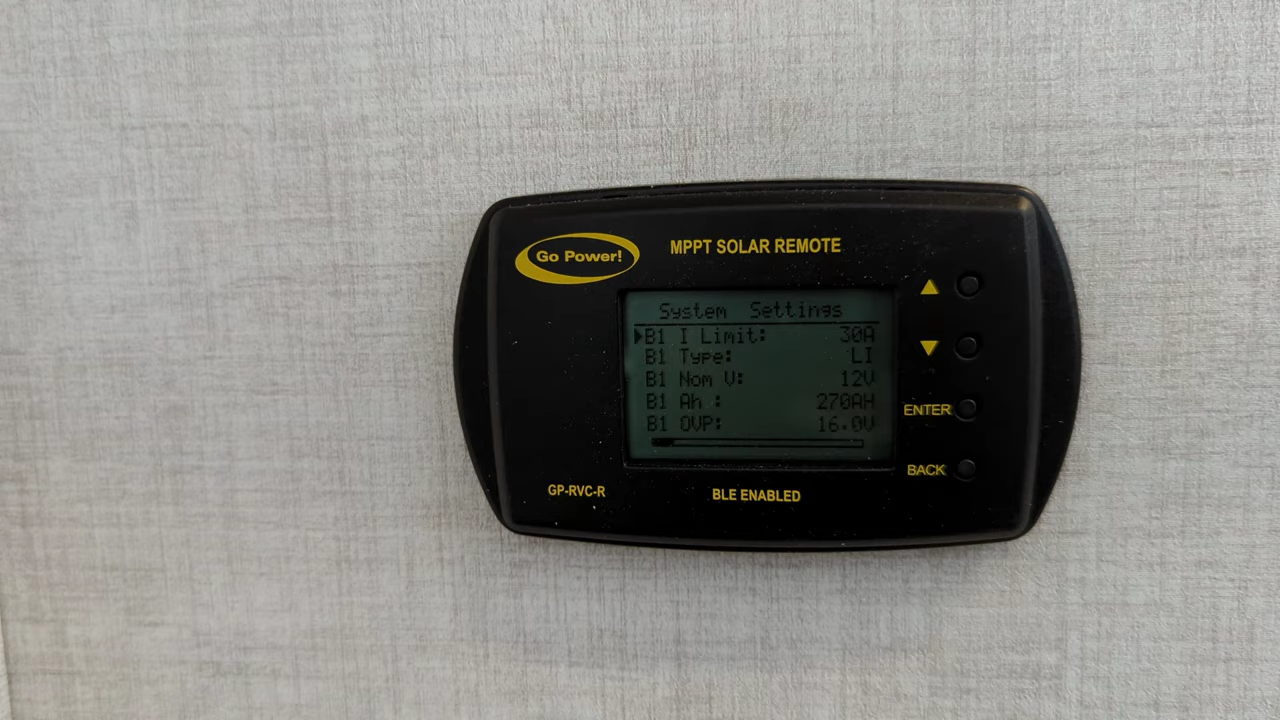 Go Power!
MPPT SOLAR REMOTE
System Settings
B1 I Limit: 30A
B1 Type: LI
B1 Nom V: 12V
B1 Ah : 270AH
B1 OVP: 16.0V
ENTER
BACK
GP-RVC-R
BLE ENABLED